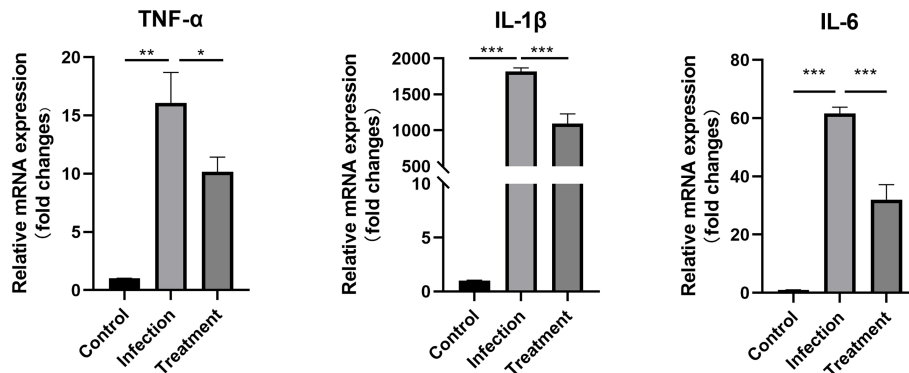 TNF-α
Relative mRNA expression
(fold changes)
20
15
10
5
0
** *
Control
Infection
Treatment
IL-1β
Relative mRNA expression
(fold changes)
2000
1500
1000
500
10
5
0
*** ***
Control
Infection
Treatment
IL-6
Relative mRNA expression
(fold changes)
80
60
40
20
0
*** ***
Control
Infection
Treatment